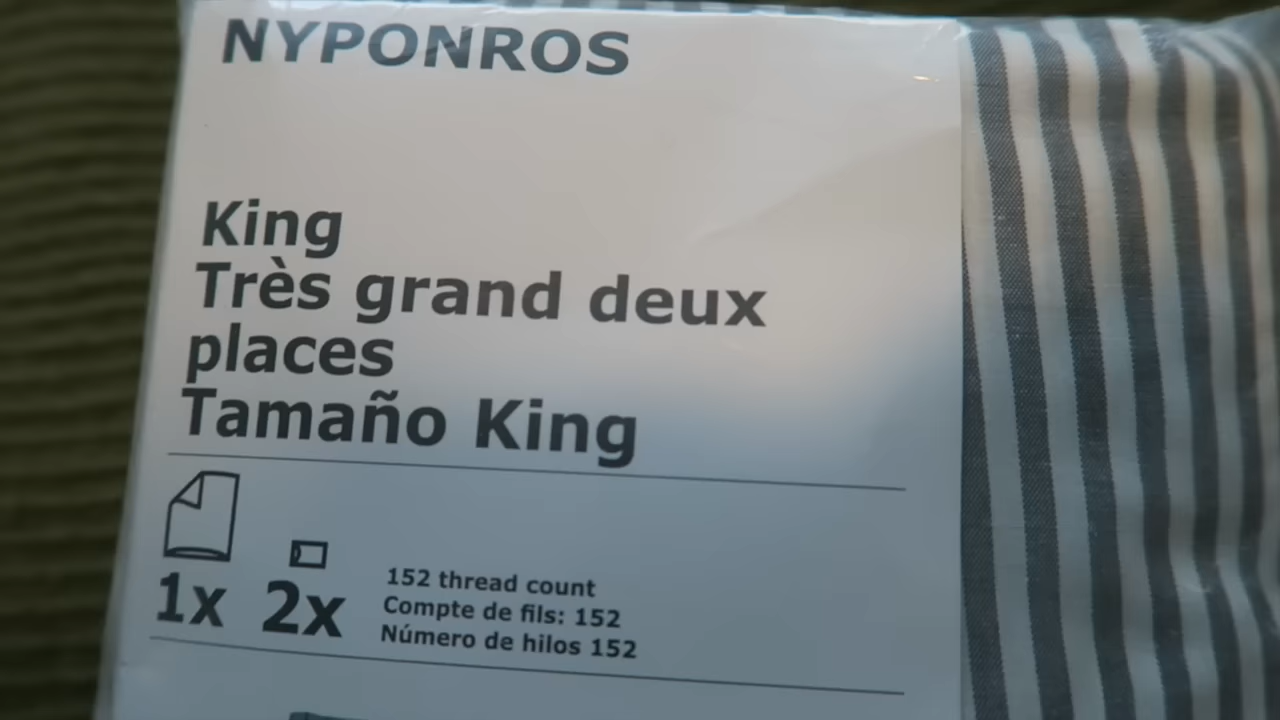 NYPONROS
King
Très grand deux
places
Tamaño King
1x 2x
152 thread count
Compte de fils: 152
Número de hilos 152